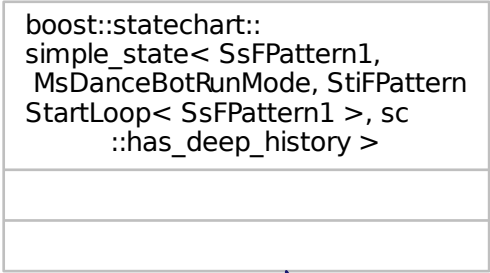 boost::statechart::
simple_state< SsFPattern1,
MsDanceBotRunMode, StiFPattern
StartLoop< SsFPattern1 >, sc
::has_deep_history >